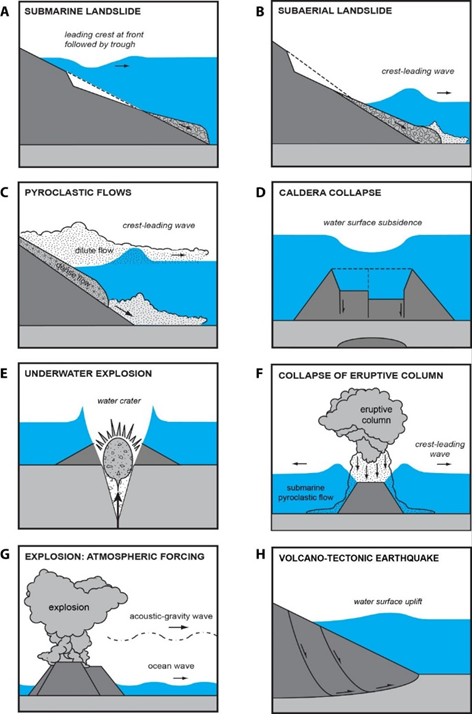 A SUBMARINE LANDSLIDE
leading crest at front
followed by trough
B SUBAERIAL LANDSLIDE
crest-leading wave
C PYROCLASTIC FLOWS
crest-leading wave
dilute flow
dense flow
D CALDERA COLLAPSE
water surface subsidence
E UNDERWATER EXPLOSION
water crater
F COLLAPSE OF ERUPTIVE COLUMN
eruptive
column
crest-leading
wave
submarine
pyroclastic flow
G EXPLOSION: ATMOSPHERIC FORCING
explosion
acoustic-gravity wave
ocean wave
H VOLCANO-TECTONIC EARTHQUAKE
water surface uplift